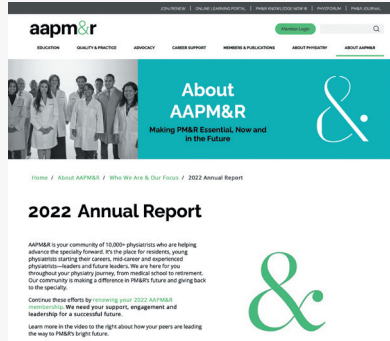 JOIN/RENEW | ONLINE LEARNING PORTAL | PM&R KNOWLEDGE NOW ® | PHYZFORUM | PM&R JOURNAL
aapm&r
Member Login
EDUCATION QUALITY & PRACTICE ADVOCACY CAREER SUPPORT MEMBERS & PUBLICATIONS ABOUT PHYSIATRY ABOUT AAPM&R
About
AAPM&R
Making PM&R Essential, Now and
in the Future
&
Home / About AAPM&R / Who We Are & Our Focus / 2022 Annual Report
2022 Annual Report
AAPM&R is your community of 10,000+ physiatrists who are helping
advance the specialty forward. It's the place for residents, young
physiatrists starting their careers, mid-career and experienced
physiatrists—leaders and future leaders. We are here for you
throughout your physiatry journey, from medical school to retirement.
Our community is making a difference in PM&R's future and giving back
to the specialty.
Continue these efforts by renewing your 2022 AAPM&R
membership. We need your support, engagement and
leadership for a successful future.
Learn more in the video to the right about how your peers are leading
the way to PM&R's bright future.
&